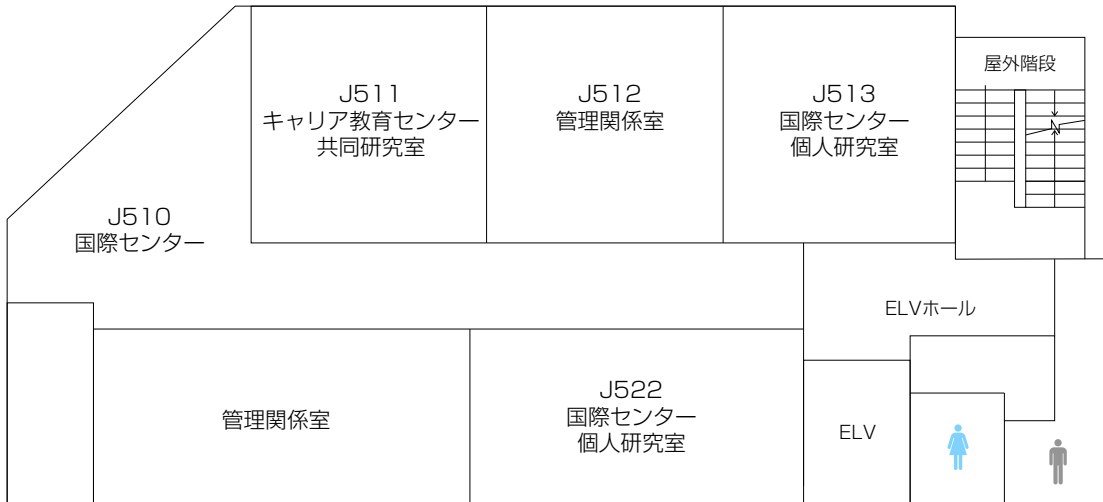 J511
キャリア教育センター
共同研究室
J512
管理関係室
J513
国際センター
個人研究室
屋外階段
J510
国際センター
ELVホール
管理関係室
J522
国際センター
個人研究室
ELV